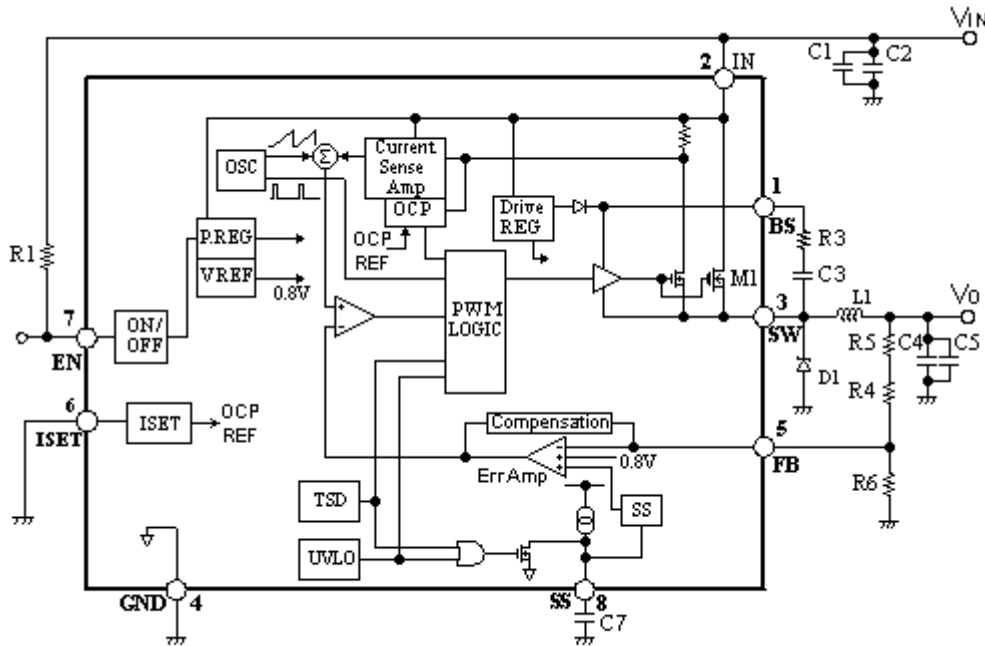 VIN
C1
C2
2
IN
OSC
Σ
Current
Sense
Amp
OCP
Drive
REG
1
BS
R3
C3
R1
P.REG
VREF
0.8V
OCP
REF
M1
PWM
LOGIC
3
SW
L1
VO
7
EN
ON/
OFF
R5
C4
C5
D1
R4
6
ISET
ISET
OCP
REF
Compensation
5
FB
0.8V
ErrAmp
R6
TSD
SS
UVLO
GND
4
SS
8
C7